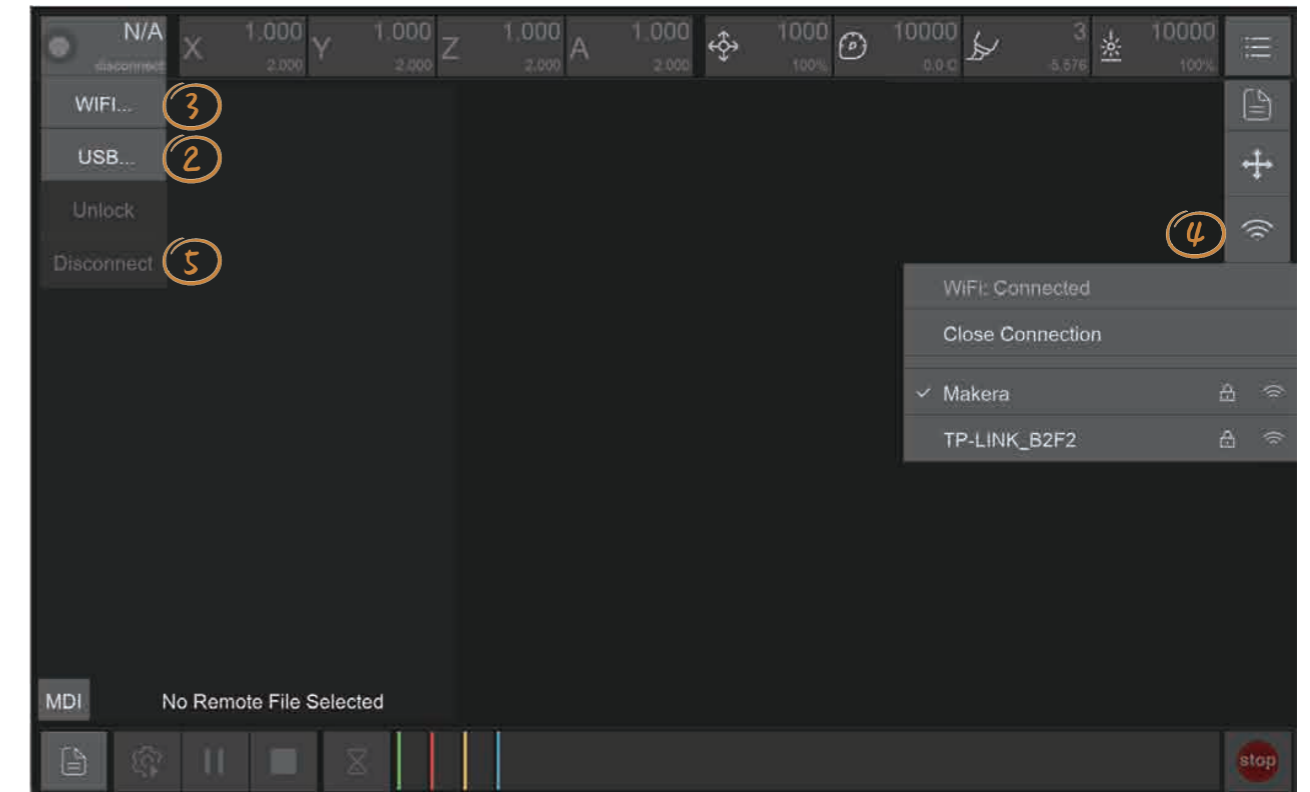 N/A
disconnect
X 1.000 2.000
Y 1.000 2.000
Z 1.000 2.000
A 1.000 2.000
1000 100%
10000 0.0 C
3 -5.576
10000 100%
WIFI... 3
USB... 2
Unlock
4
Disconnect 5
WiFi: Connected
Close Connection
Makera
TP-LINK_B2F2
MDI No Remote File Selected
stop